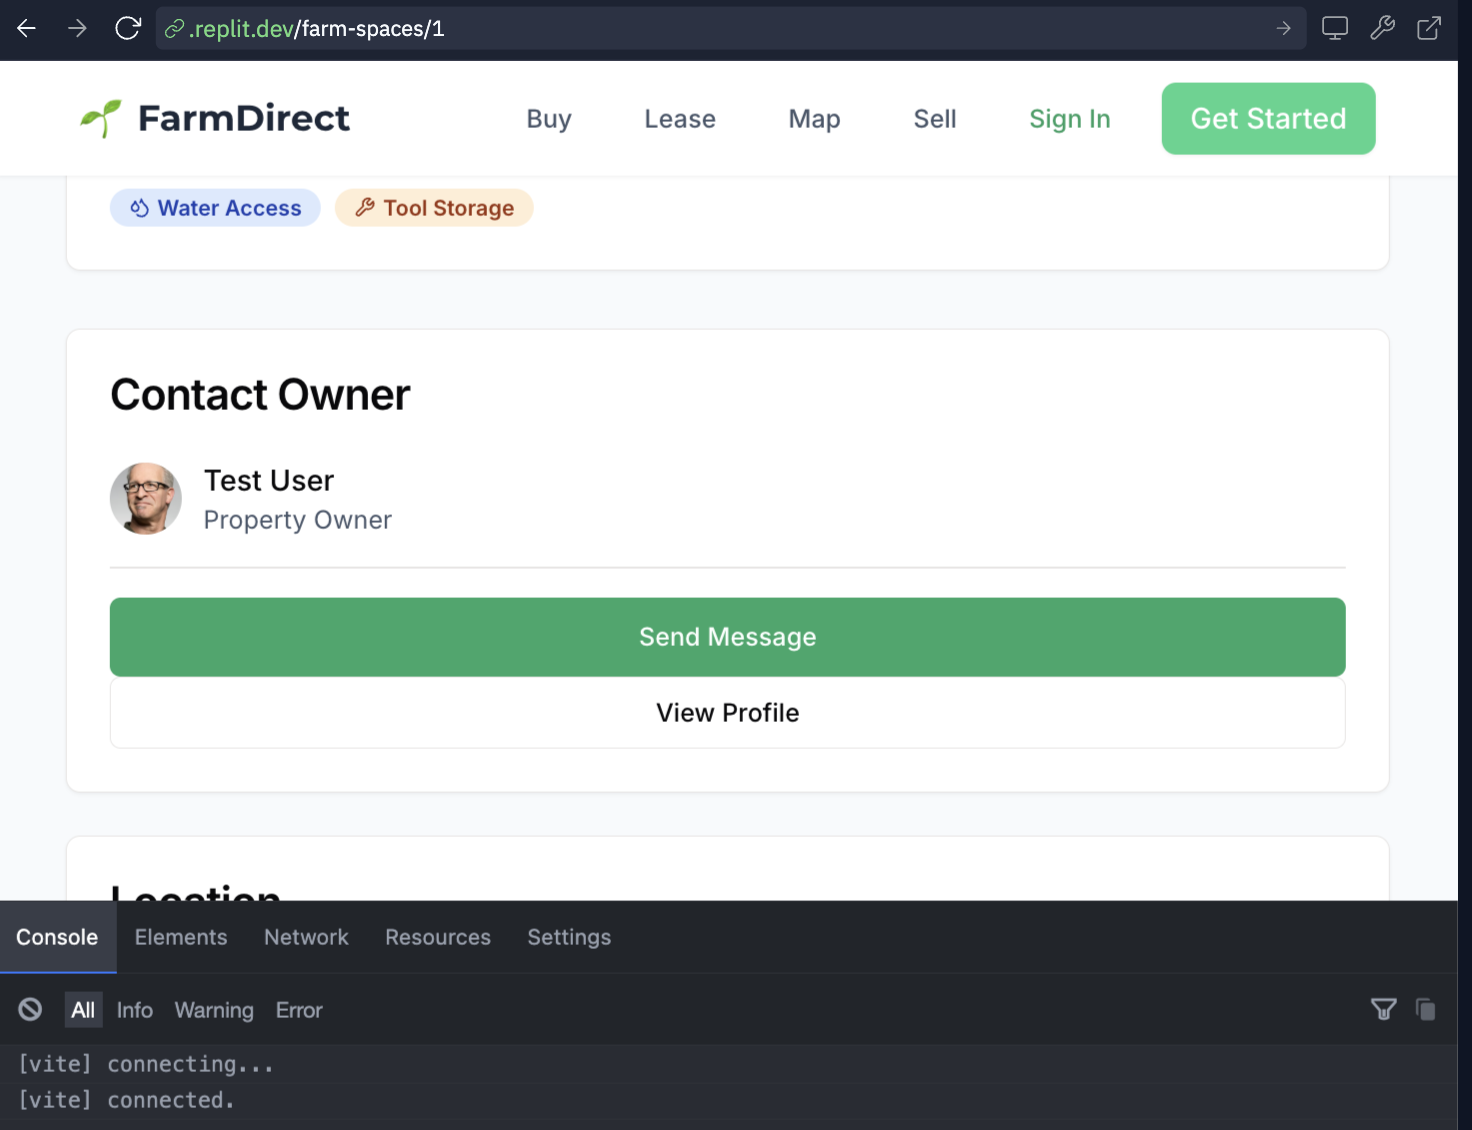 .replit.dev/farm-spaces/1
FarmDirect
Buy
Lease
Map
Sell
Sign In
Get Started
Water Access
Tool Storage
Contact Owner
Test User
Property Owner
Send Message
View Profile
Location
Console
Elements
Network
Resources
Settings
All
Info
Warning
Error
[vite] connecting...
[vite] connected.